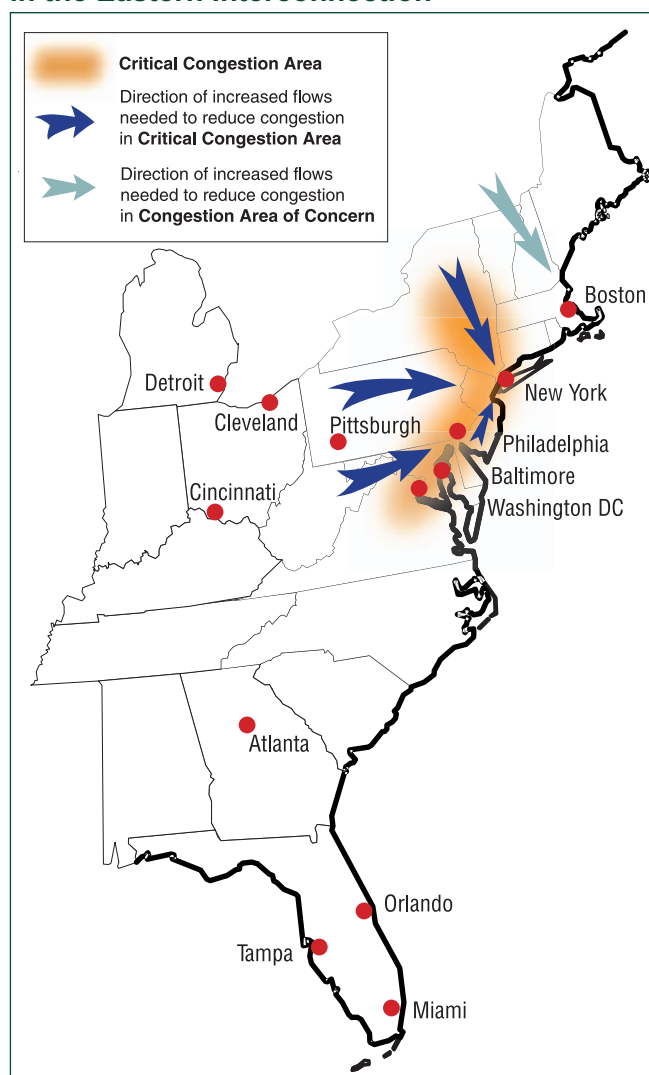 in the Eastern Interconnection
Critical Congestion Area
Direction of increased flows
needed to reduce congestion
in Critical Congestion Area
Direction of increased flows
needed to reduce congestion
in Congestion Area of Concern
Boston
Detroit
New York
Cleveland
Pittsburgh
Philadelphia
Baltimore
Cincinnati
Washington DC
Atlanta
Orlando
Tampa
Miami